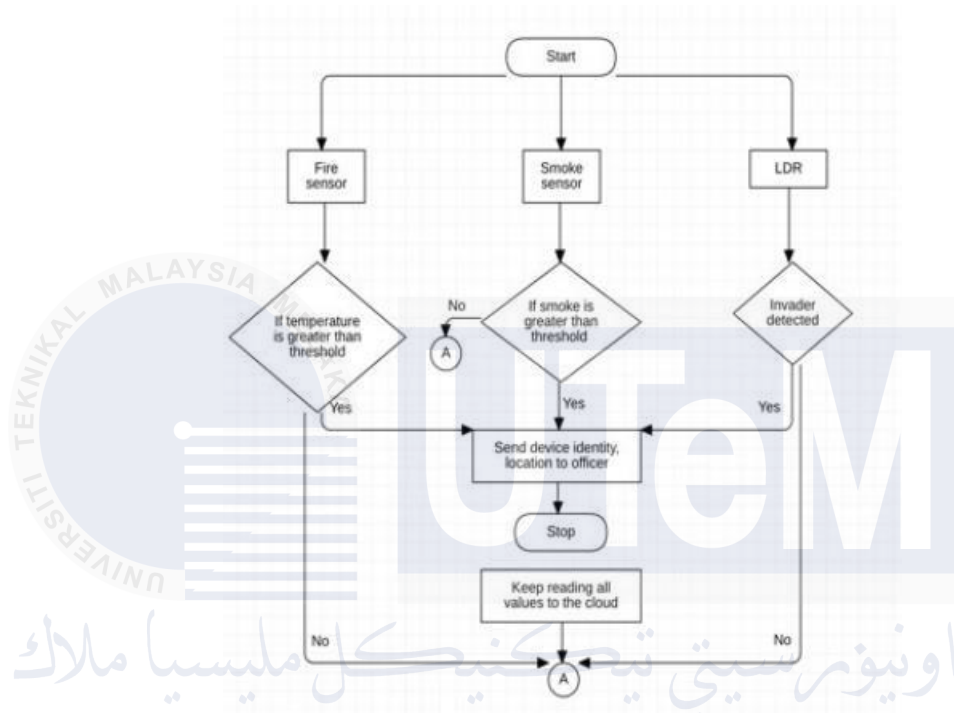 Start
Fire
sensor
Smoke
sensor
LDR
If temperature
is greater than
threshold
No
If smoke is
greater than
threshold
Invader
detected
A
Yes
Yes
Yes
Send device identity,
location to officer
Stop
Keep reading all
values to the cloud
No
No
A
UNIVERSITI TEKNIKAL MALAYSIA
UTeM
اونيۏرسيتي تيكنيكل مليسيا ملاك